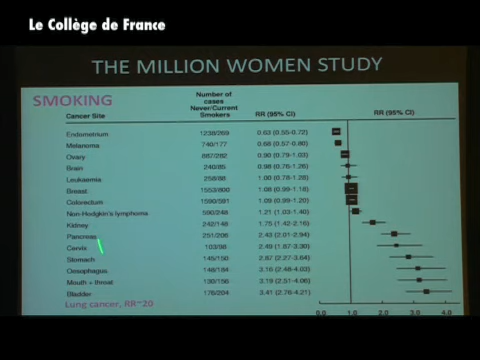 Le Collège de France
THE MILLION WOMEN STUDY
SMOKING
Number of
cases
Never/Current
Smokers
Cancer Site RR (95% CI) RR (95% CI)
Endometrium 1238/269 0.63 (0.55-0.72)
Melanoma 740/177 0.68 (0.57-0.80)
Ovary 887/282 0.90 (0.79-1.03)
Brain 240/85 0.98 (0.76-1.26)
Leukaemia 258/88 1.00 (0.78-1.28)
Breast 1.08 (0.99-1.18)
Colorectum 1590/591 1.09 (0.99-1.20)
Non-Hodgkin's lymphoma 590/248 1.21 (1.03-1.40)
Kidney 242/148 1.75 (1.42-2.16)
Pancreas 251/206 2.43 (2.01-2.94)
Cervix 103/98 2.49 (1.87-3.30)
Stomach 145/150 2.87 (2.27-3.64)
Oesophagus 148/184 3.16 (2.48-4.03)
Mouth + throat 130/156 3.19 (2.51-4.06)
Bladder 176/204 3.41 (2.76-4.21)
Lung cancer, RR~20
0.0 1.0 2.0 3.0 4.0